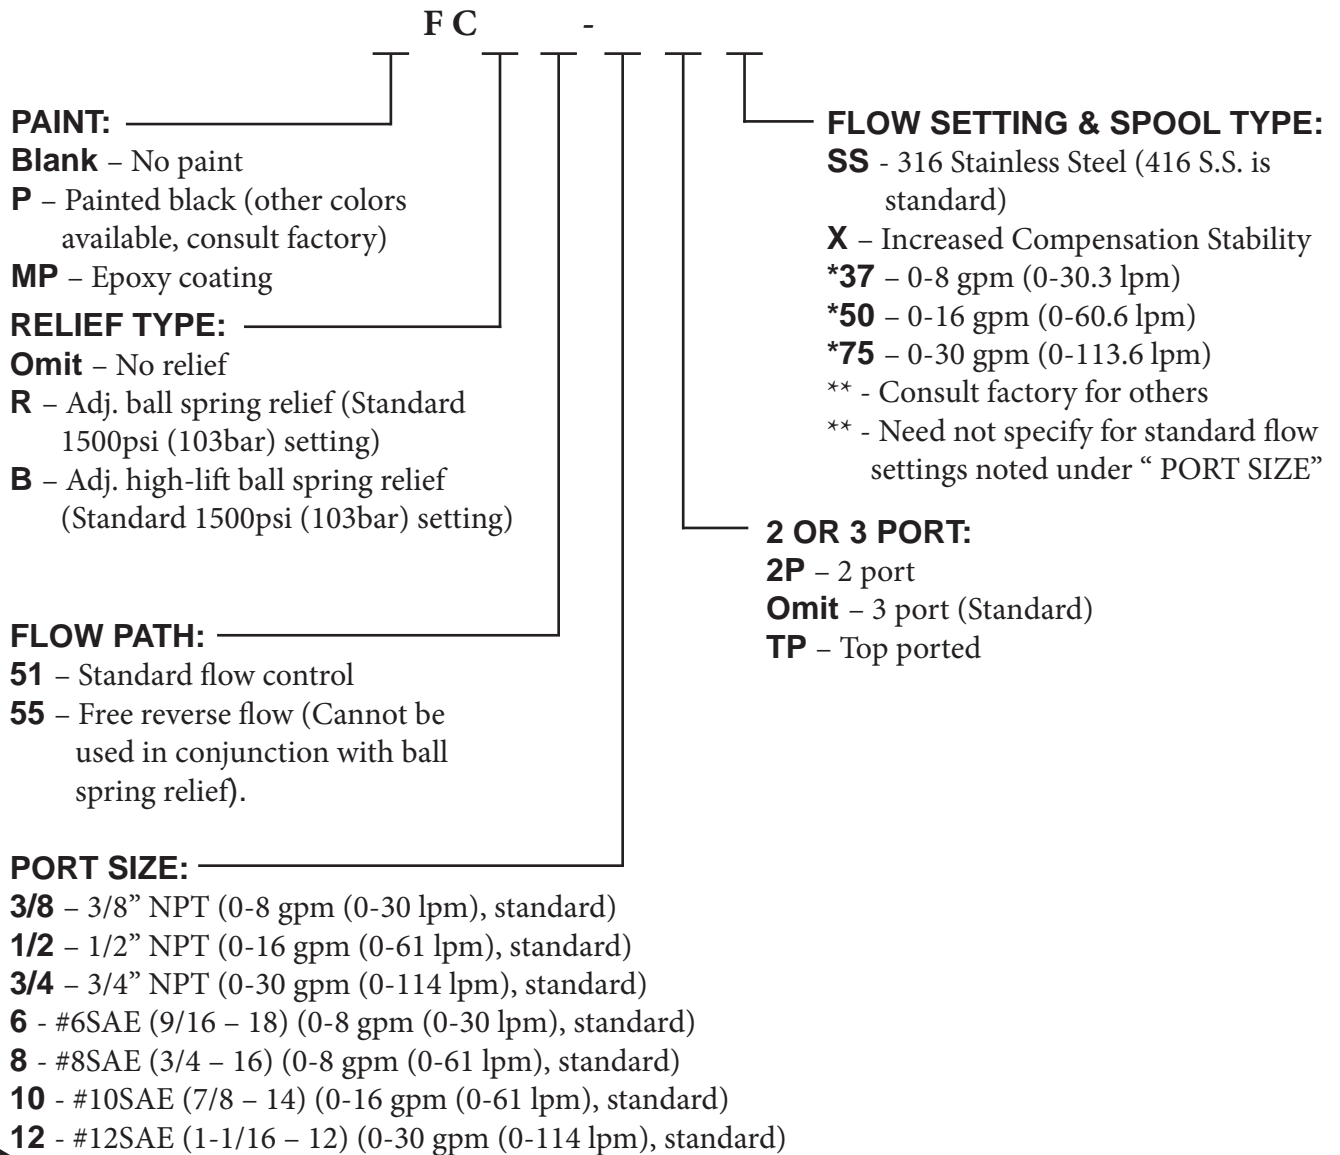 F C -
PAINT:
Blank – No paint
P – Painted black (other colors
available, consult factory)
MP – Epoxy coating
RELIEF TYPE:
Omit – No relief
R – Adj. ball spring relief (Standard
1500psi (103bar) setting)
B – Adj. high-lift ball spring relief
(Standard 1500psi (103bar) setting)
FLOW PATH:
51 – Standard flow control
55 – Free reverse flow (Cannot be
used in conjunction with ball
spring relief).
PORT SIZE:
3/8 – 3/8” NPT (0-8 gpm (0-30 lpm), standard)
1/2 – 1/2” NPT (0-16 gpm (0-61 lpm), standard)
3/4 – 3/4” NPT (0-30 gpm (0-114 lpm), standard)
6 - #6SAE (9/16 – 18) (0-8 gpm (0-30 lpm), standard)
8 - #8SAE (3/4 – 16) (0-8 gpm (0-61 lpm), standard)
10 - #10SAE (7/8 – 14) (0-16 gpm (0-61 lpm), standard)
12 - #12SAE (1-1/16 – 12) (0-30 gpm (0-114 lpm), standard)
FLOW SETTING & SPOOL TYPE:
SS - 316 Stainless Steel (416 S.S. is
standard)
X – Increased Compensation Stability
*37 – 0-8 gpm (0-30.3 lpm)
*50 – 0-16 gpm (0-60.6 lpm)
*75 – 0-30 gpm (0-113.6 lpm)
** - Consult factory for others
** - Need not specify for standard flow
settings noted under “ PORT SIZE”
2 OR 3 PORT:
2P – 2 port
Omit – 3 port (Standard)
TP – Top ported